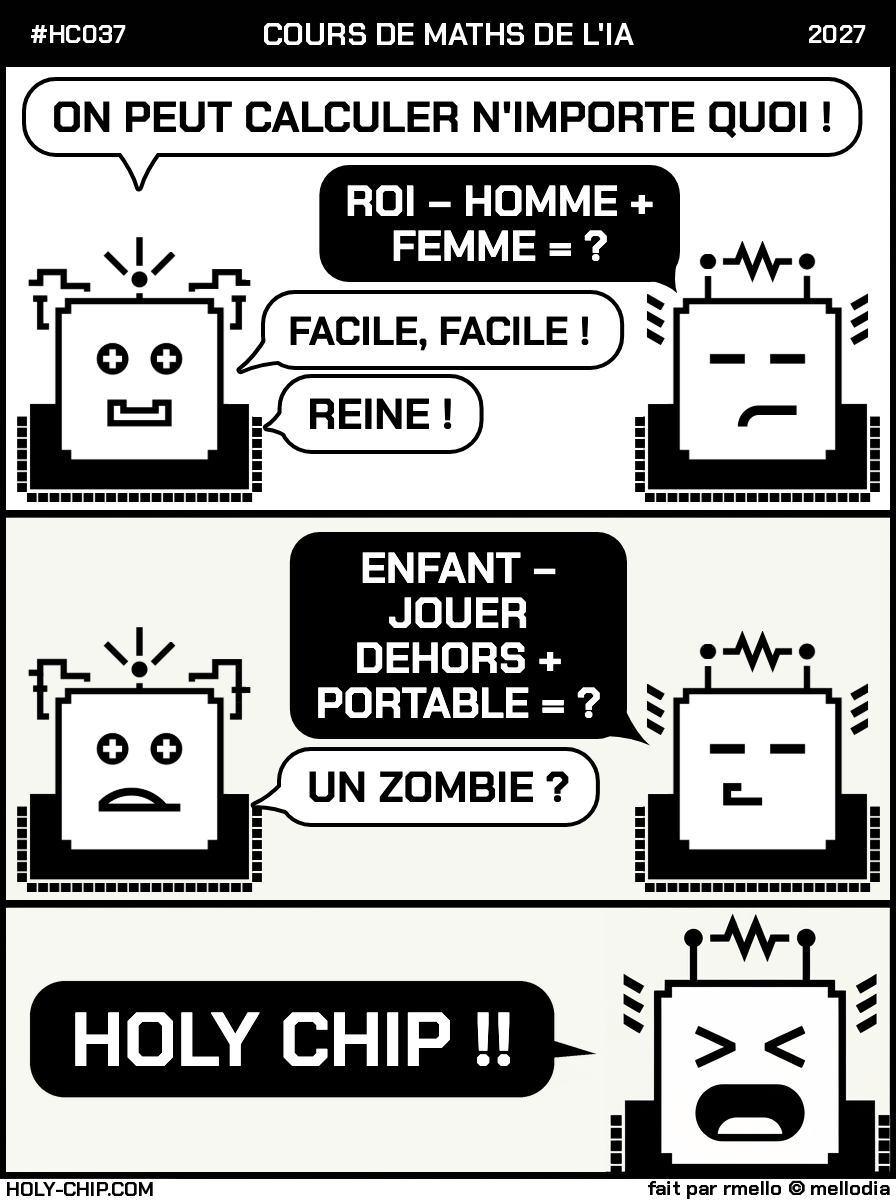 #HC037 COURS DE MATHS DE L'IA 2027
ON PEUT CALCULER N'IMPORTE QUOI !
ROI – HOMME +
FEMME = ?
FACILE, FACILE !
REINE !
ENFANT –
JOUER
DEHORS +
PORTABLE = ?
UN ZOMBIE ?
HOLY CHIP !!
HOLY-CHIP.COM fait par rmello © mellodia